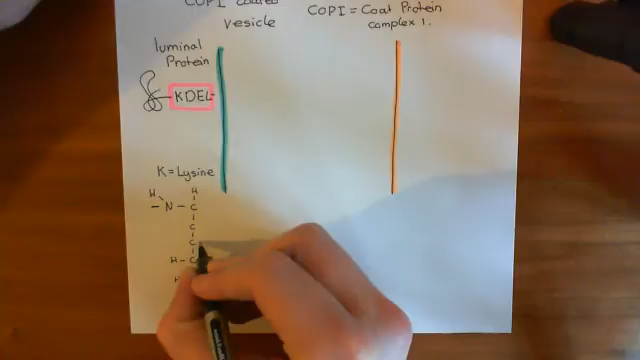 COPI coated
vesicle
COPI = Coat Protein
complex 1.
luminal
Protein
KDEL
K = Lysine
H H
- N - C
C
C
H - C
H